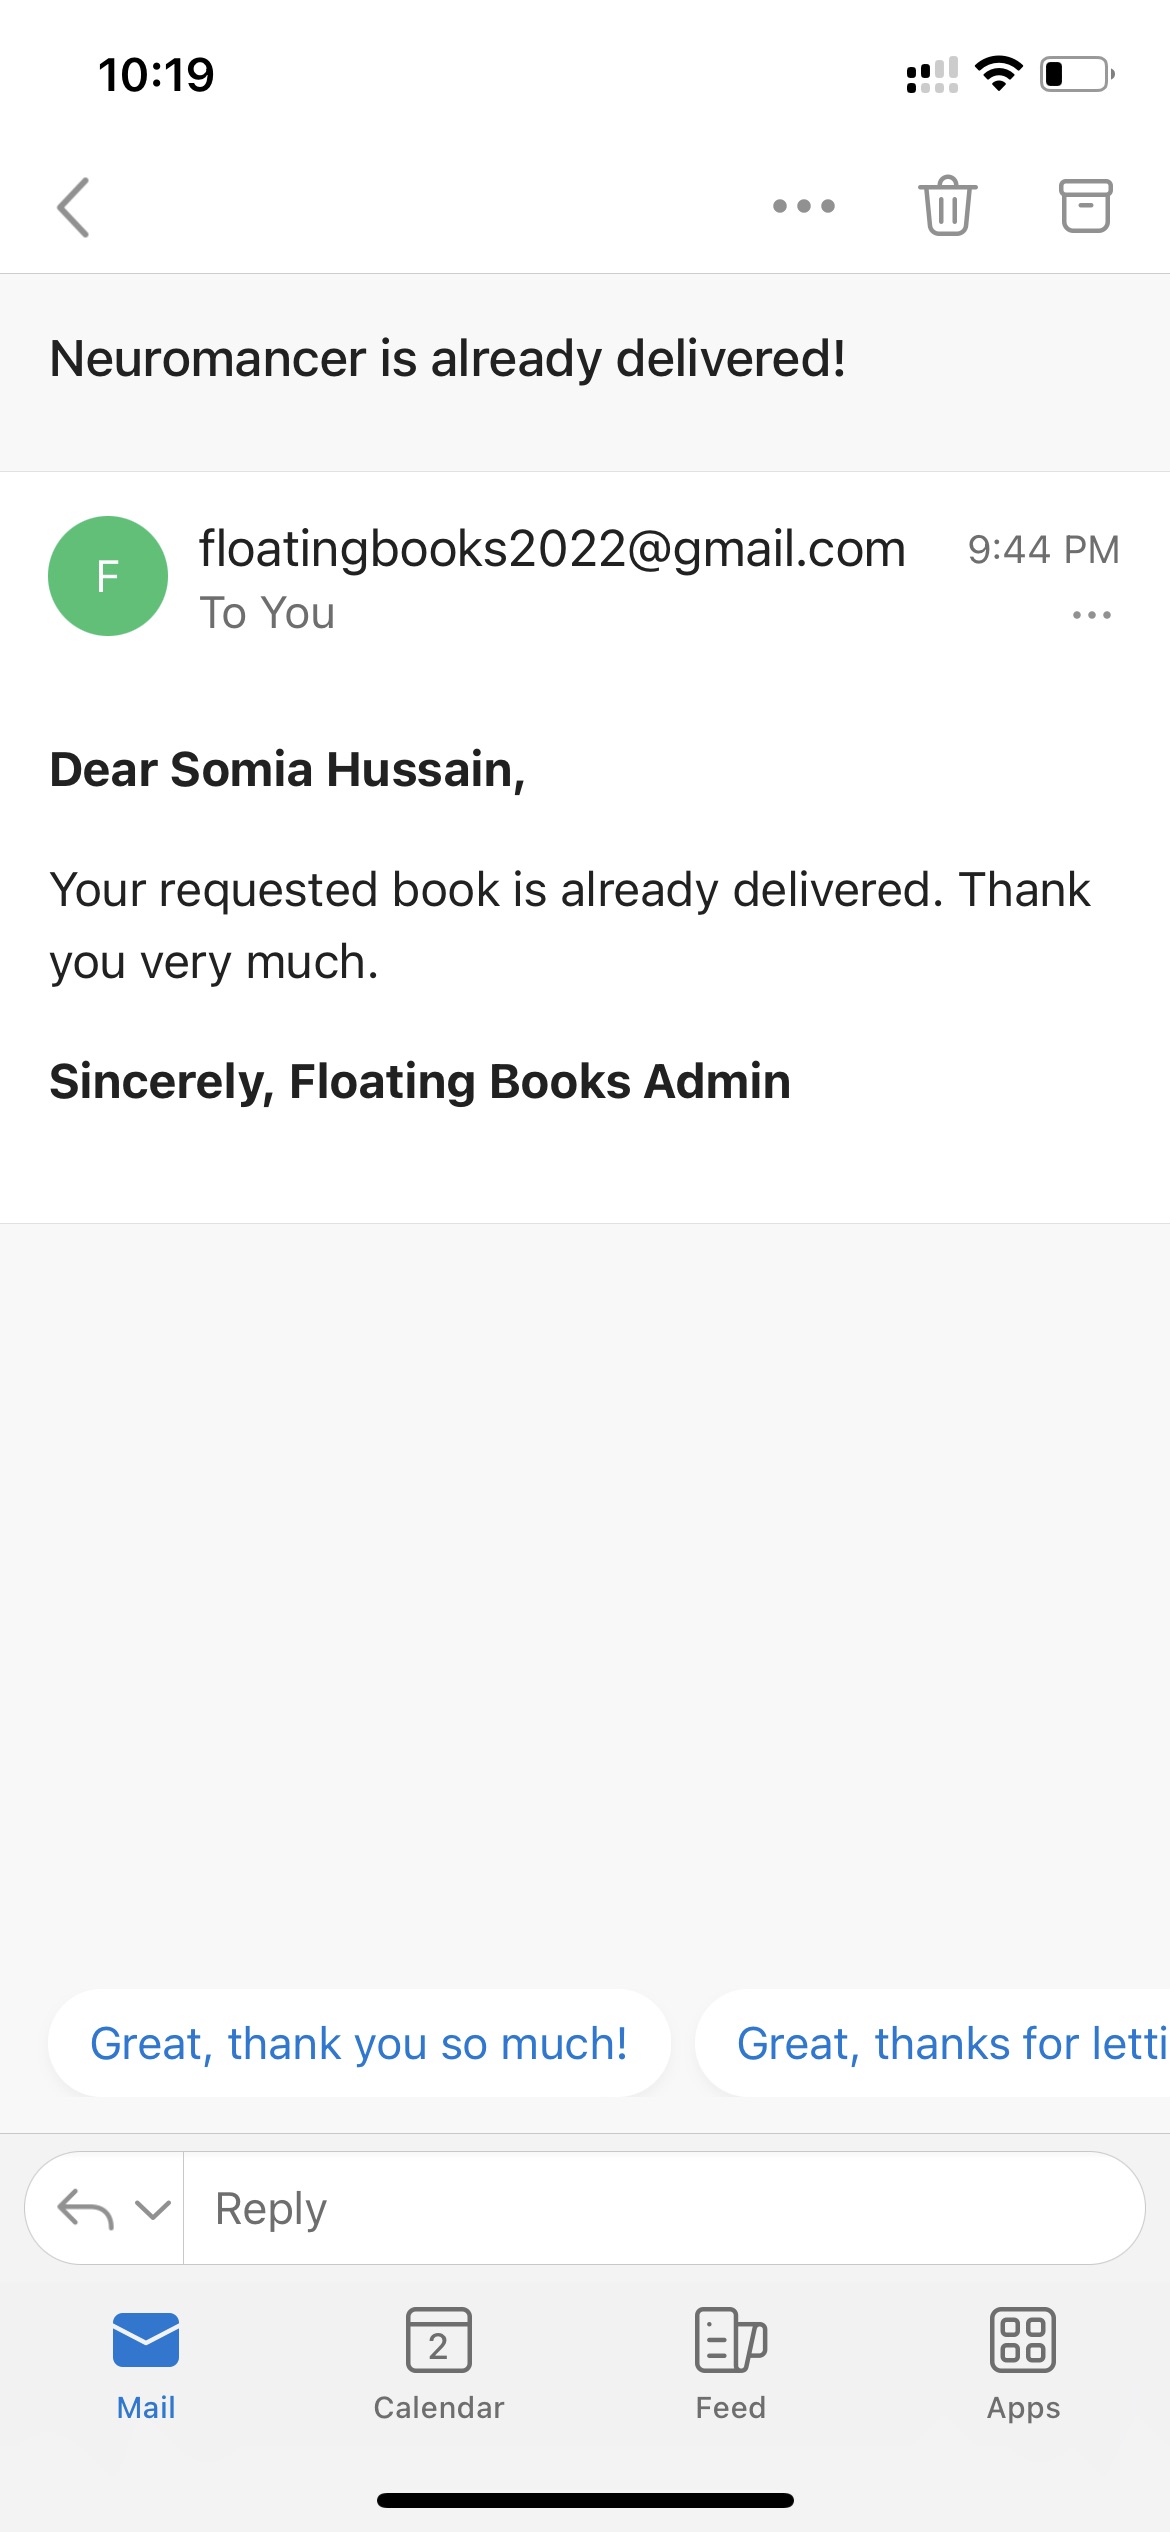 10:19
Neuromancer is already delivered!
F
floatingbooks2022@gmail.com 9:44 PM
To You
Dear Somia Hussain,
Your requested book is already delivered. Thank
you very much.
Sincerely, Floating Books Admin
Great, thank you so much! Great, thanks for letti
Reply
2
Mail Calendar Feed Apps